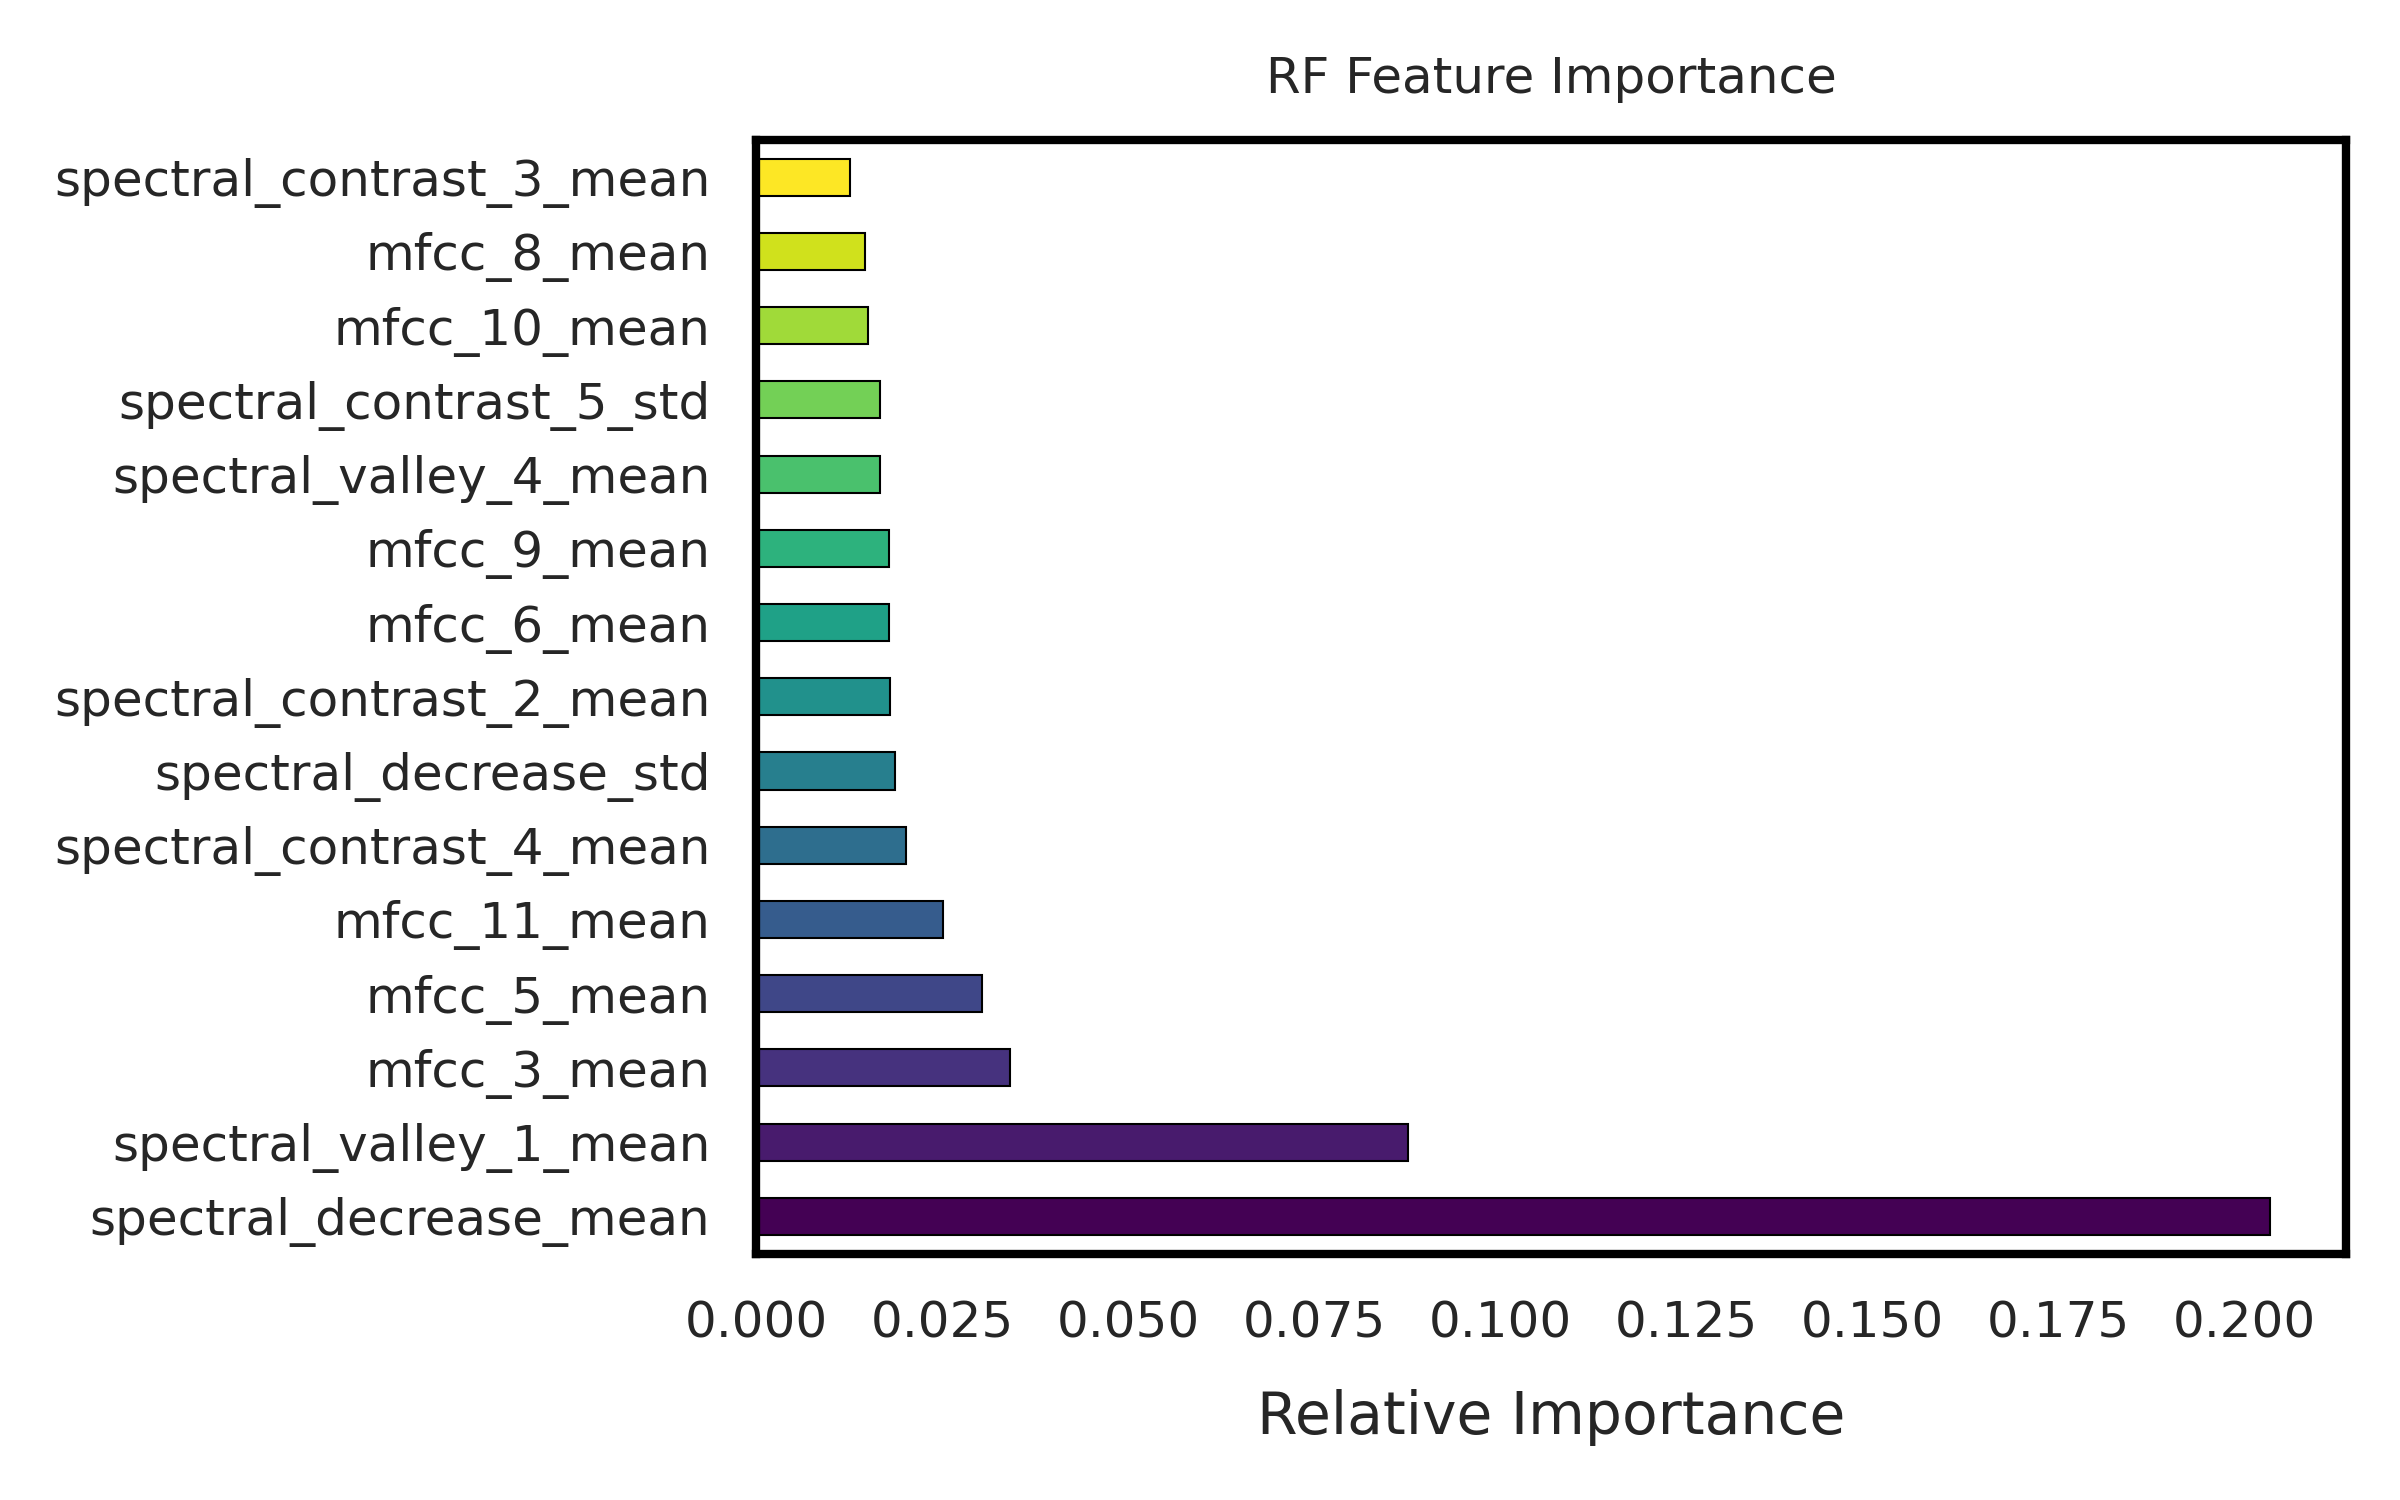 RF Feature Importance
spectral_contrast_3_mean
mfcc_8_mean
mfcc_10_mean
spectral_contrast_5_std
spectral_valley_4_mean
mfcc_9_mean
mfcc_6_mean
spectral_contrast_2_mean
spectral_decrease_std
spectral_contrast_4_mean
mfcc_11_mean
mfcc_5_mean
mfcc_3_mean
spectral_valley_1_mean
spectral_decrease_mean
0.000 0.025 0.050 0.075 0.100 0.125 0.150 0.175 0.200
Relative Importance